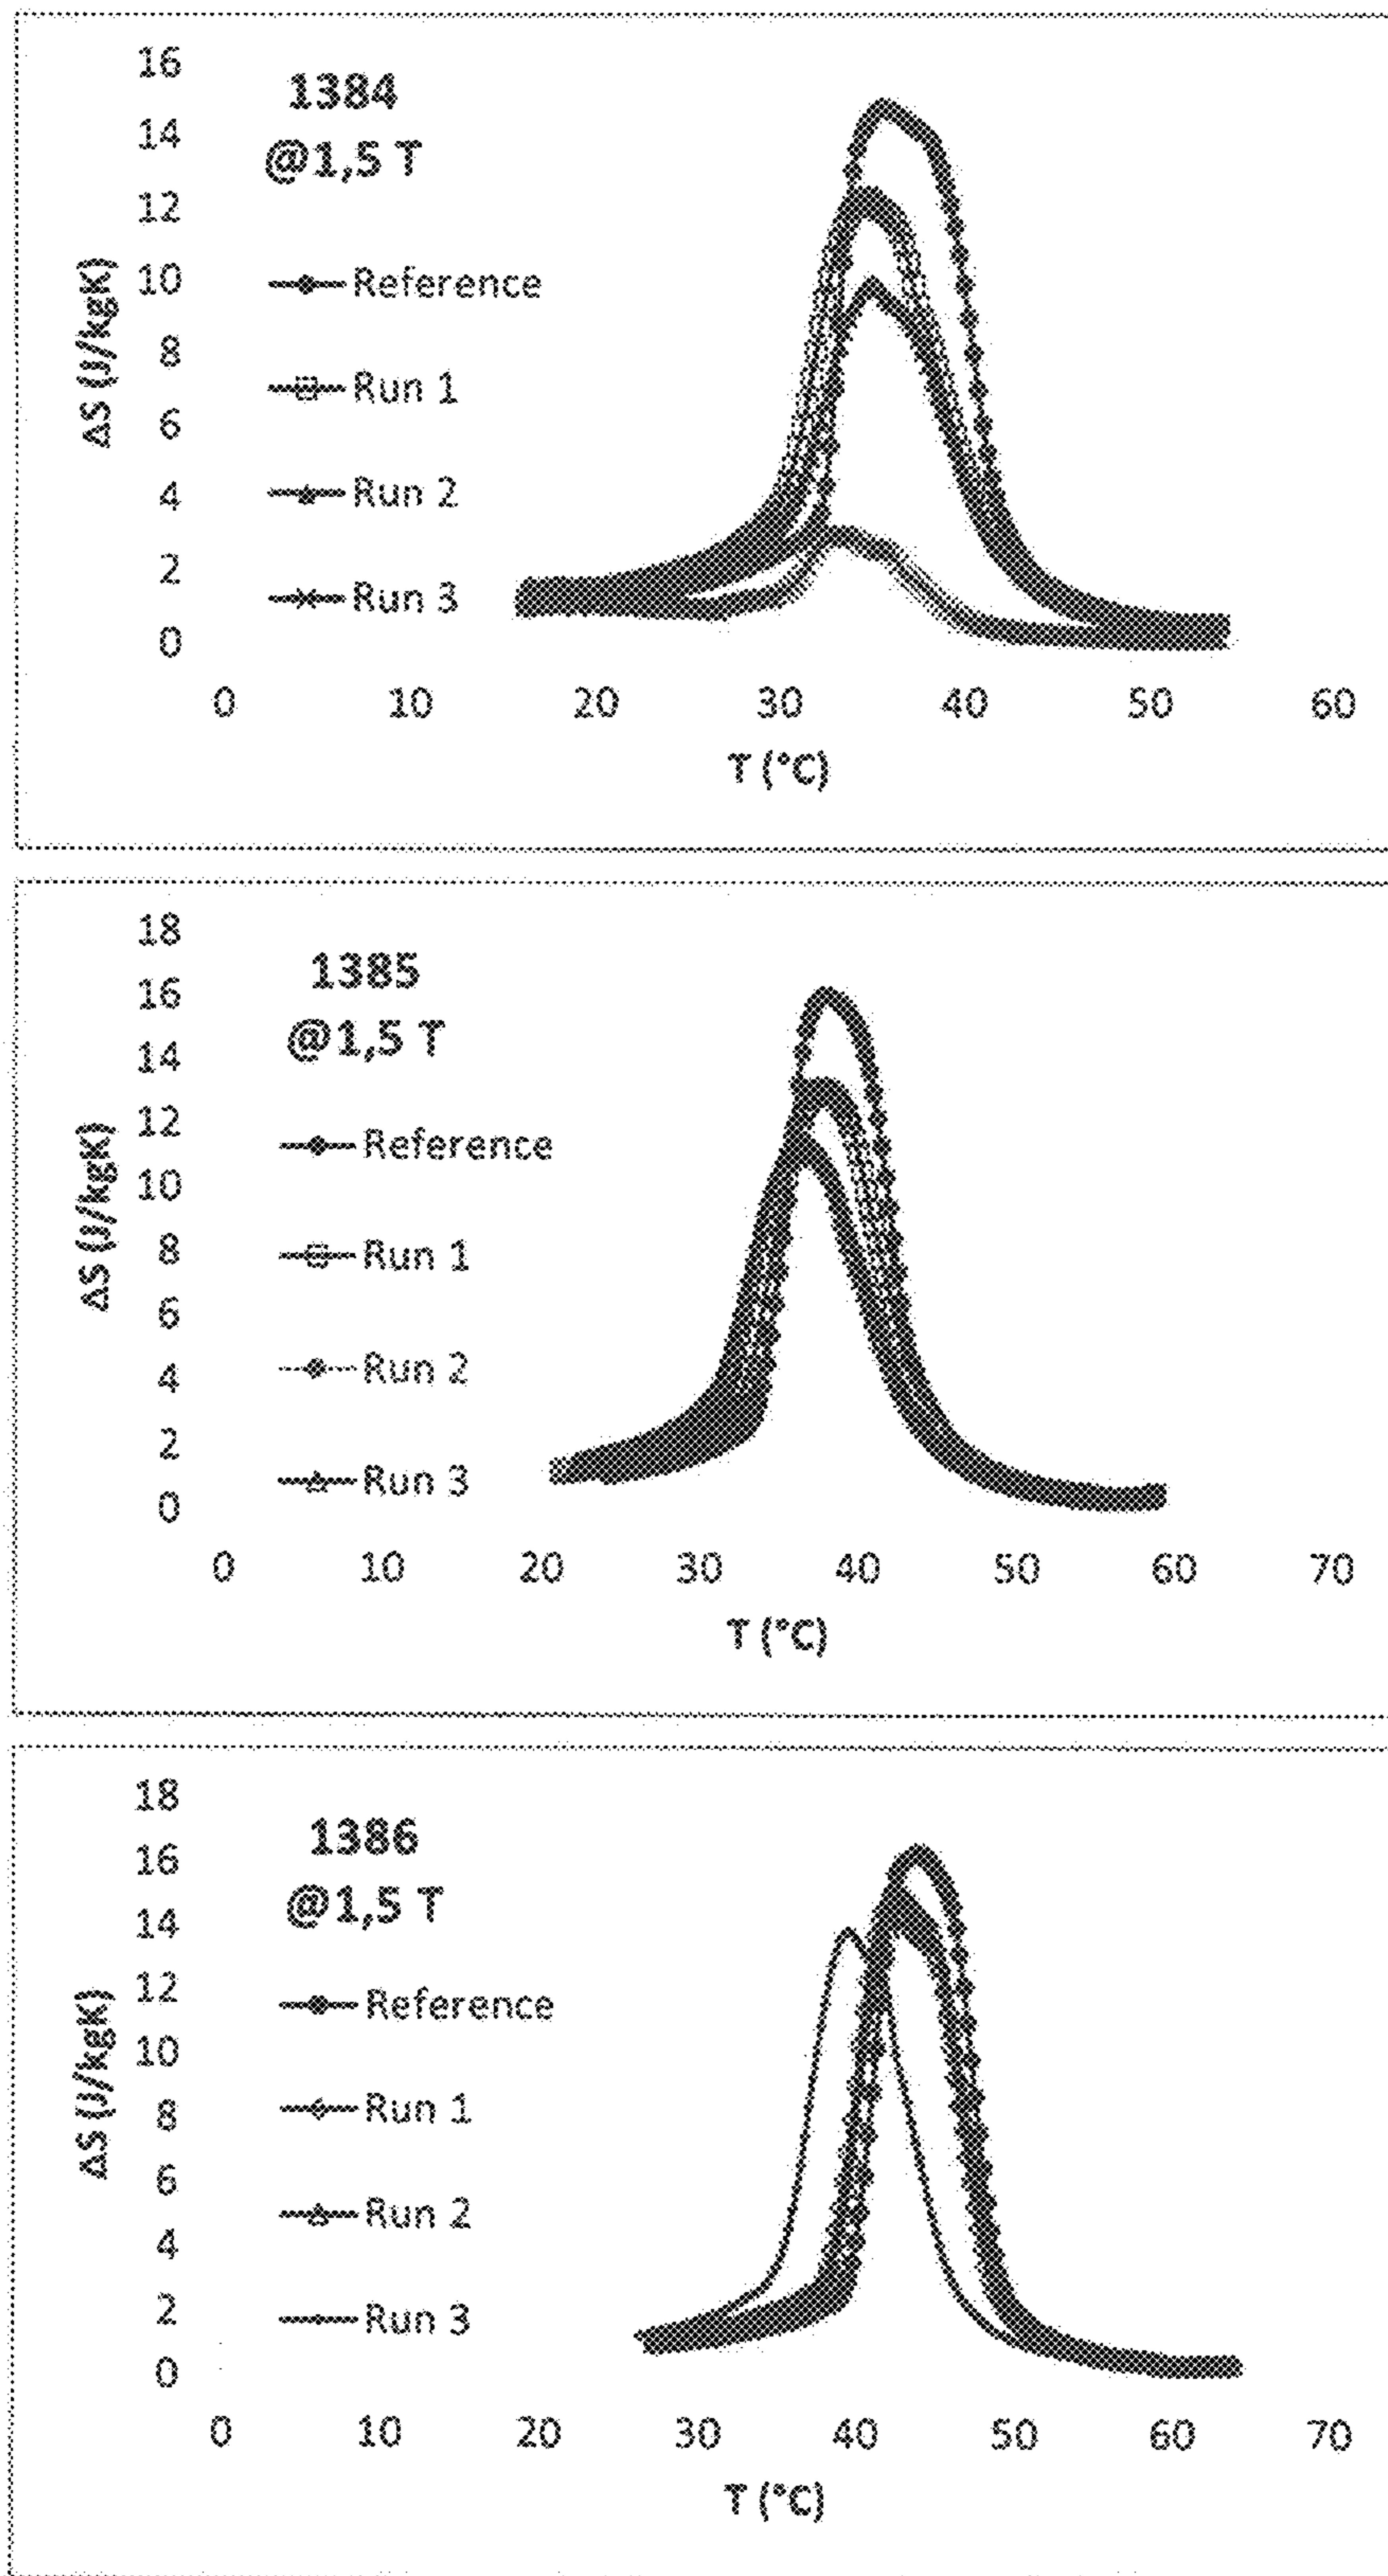 16
1384
14
@1,5 T
12
ΔS (J/kgK)
10
Reference
8
Run 1
6
4
Run 2
2
Run 3
0
0 10 20 30 40 50 60
T (°C)
18
1385
16
@1,5 T
14
12
Reference
ΔS (J/kgK)
10
8
Run 1
6
4
Run 2
2
Run 3
0
0 10 20 30 40 50 60 70
T (°C)
18
1386
16
@1,5 T
14
12
Reference
ΔS (J/kgK)
10
8
Run 1
6
4
Run 2
2
Run 3
0
0 10 20 30 40 50 60 70
T (°C)